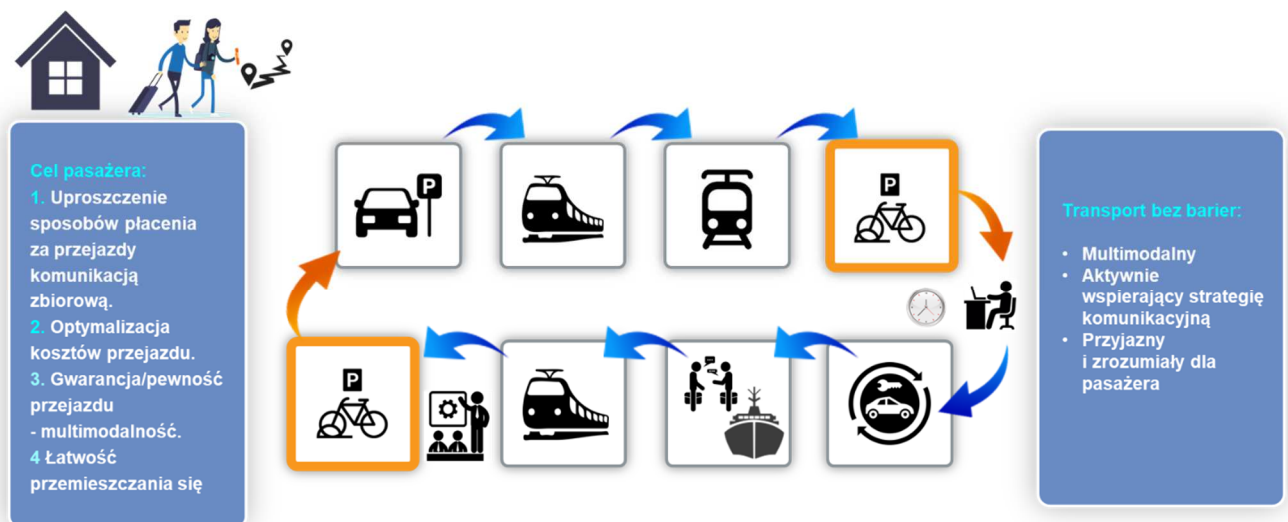 Cel pasażera:
1. Uproszczenie
sposobów płacenia
za przejazdy
komunikacją
zbiorową.
2. Optymalizacja
kosztów przejazdu.
3. Gwarancja/pewność
przejazdu
- multimodalność.
4 Łatwość
przemieszczania się
P
P
P
Transport bez barier:
• Multimodalny
• Aktywnie
wspierający strategię
komunikacyjną
• Przyjazny
i zrozumiały dla
pasażera